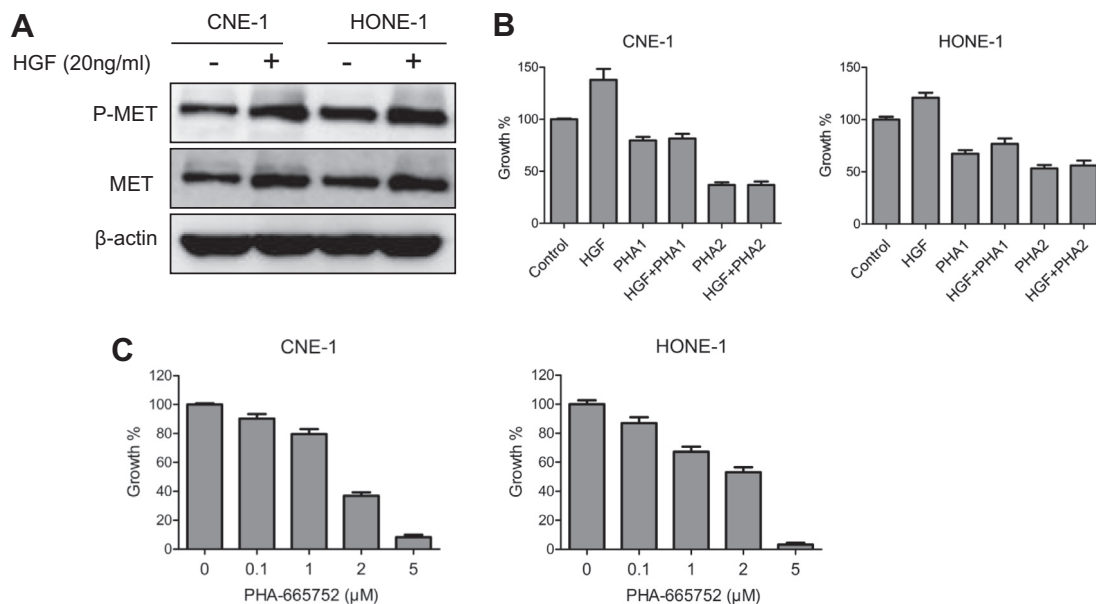 A
CNE-1 HONE-1
HGF (20ng/ml) - + - +
P-MET
MET
β-actin
B
CNE-1
Growth %
150
100
50
0
Control HGF PHA1 HGF+PHA1 PHA2 HGF+PHA2
HONE-1
Growth %
150
100
50
0
Control HGF PHA1 HGF+PHA1 PHA2 HGF+PHA2
C
CNE-1
Growth %
120
100
80
60
40
20
0
0 0.1 1 2 5
PHA-665752 (µM)
HONE-1
Growth %
120
100
80
60
40
20
0
0 0.1 1 2 5
PHA-665752 (µM)